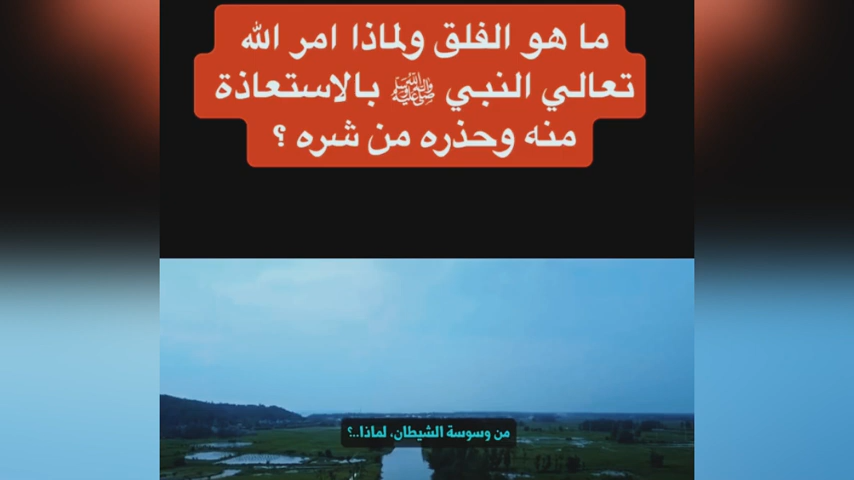 ما هو الفلق ولماذا امر الله
تعالي النبي ﷺ بالاستعاذة
منه وحذره من شره ؟
من وسوسة الشيطان، لماذا..؟